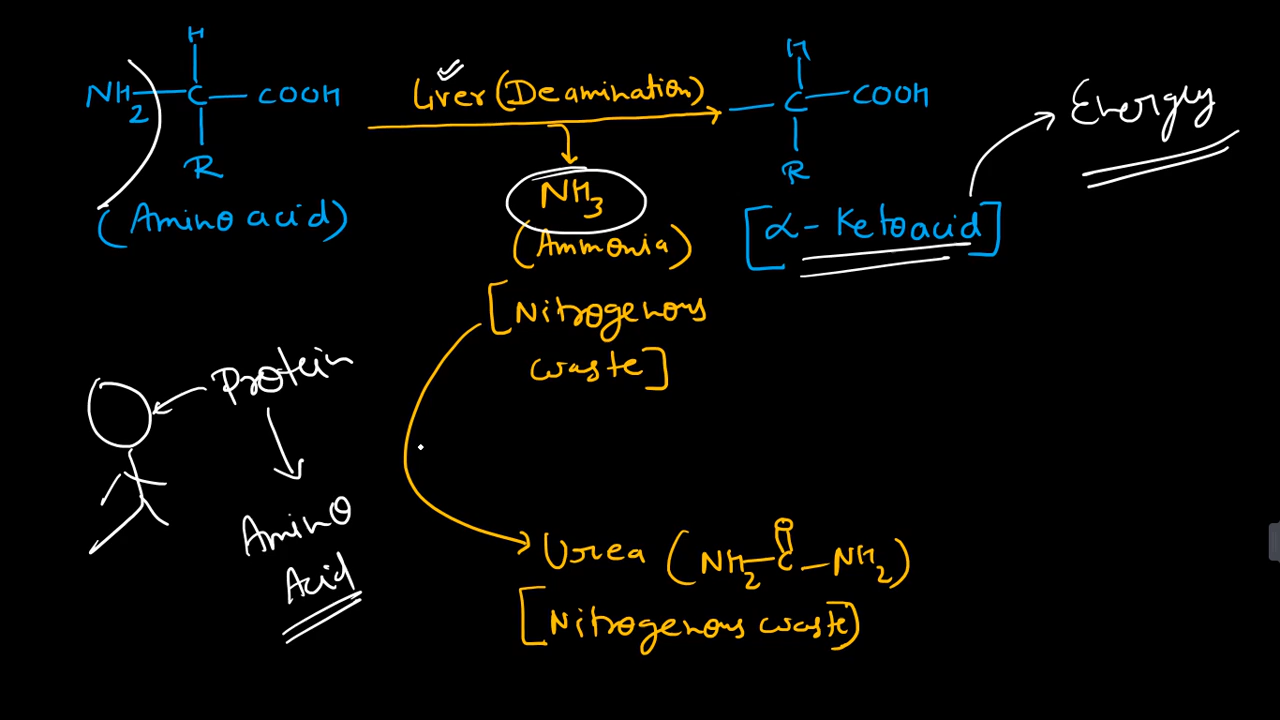 H
NH2 C COOH
R
(Amino acid)
Liver (Deamination)
NH3
(Ammonia)
[Nitrogenous
waste]
H
C COOH
R
[α- Ketoacid]
Energy
Protein
Amino
Acid
Urea (NH2-C-NH2)
O
[Nitrogenous waste]